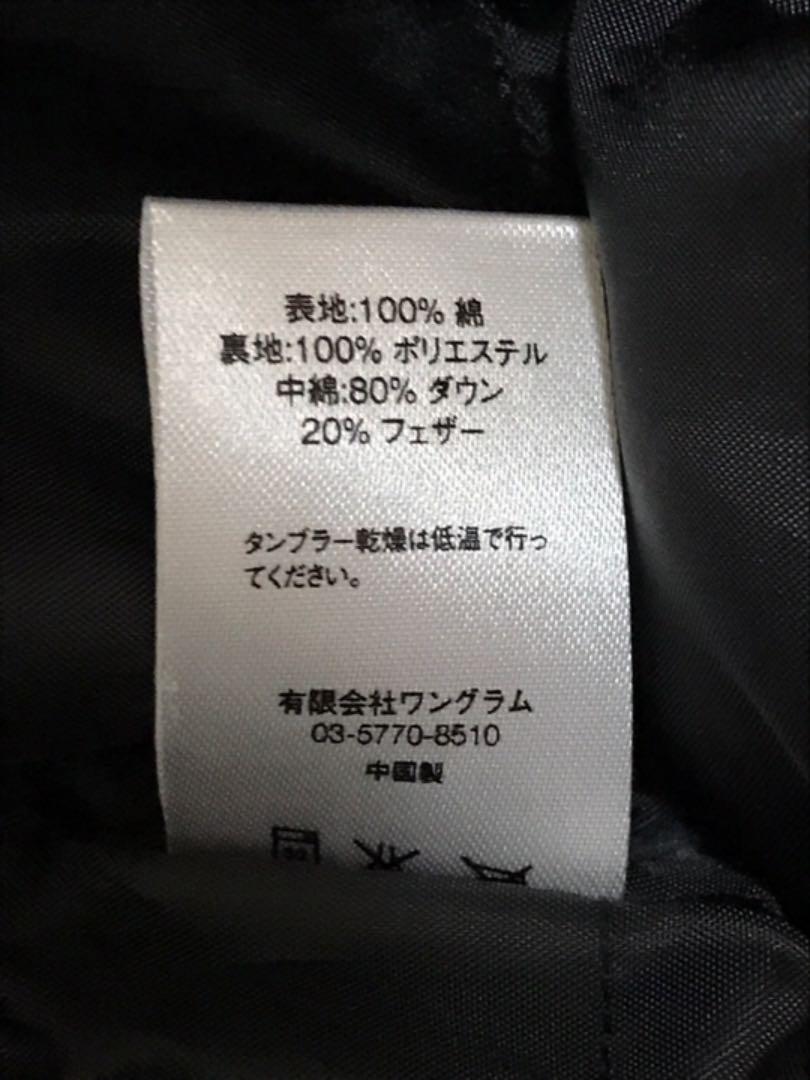 表地:100% 綿
裏地:100% ポリエステル
中綿:80% ダウン
20% フェザー
タンブラー乾燥は低温で行っ
てください。
有限会社ワングラム
03-5770-8510
中国製